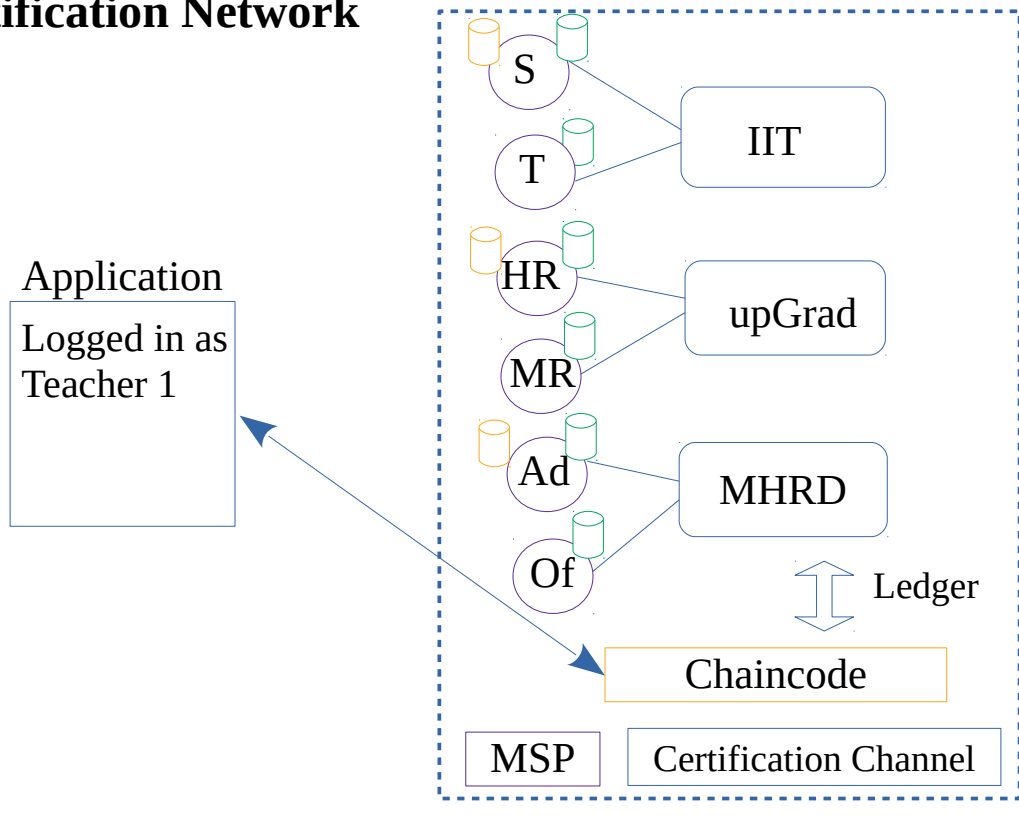 tification Network
S
T
IIT
HR
MR
upGrad
Application
Logged in as
Teacher 1
Ad
Of
MHRD
Ledger
Chaincode
MSP
Certification Channel